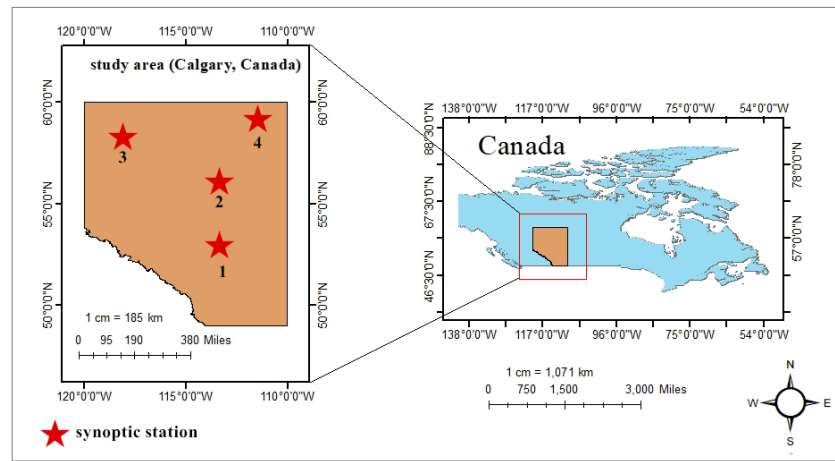 120°0'0"W 115°0'0"W 110°0'0"W
study area (Calgary, Canada)
60°0'0"N
60°0'0"N
4
3
2
55°0'0"N
55°0'0"N
1
50°0'0"N
50°0'0"N
1 cm = 185 km
0 95 190 380 Miles
120°0'0"W 115°0'0"W 110°0'0"W
synoptic station
138°0'0"W 117°0'0"W 96°0'0"W 75°0'0"W 54°0'0"W
Canada
88°30'0"N
67°30'0"N
46°30'0"N
78°0'0"N
57°0'0"N
138°0'0"W 117°0'0"W 96°0'0"W 75°0'0"W 54°0'0"W
1 cm = 1,071 km
0 750 1,500 3,000 Miles
N
W E
S